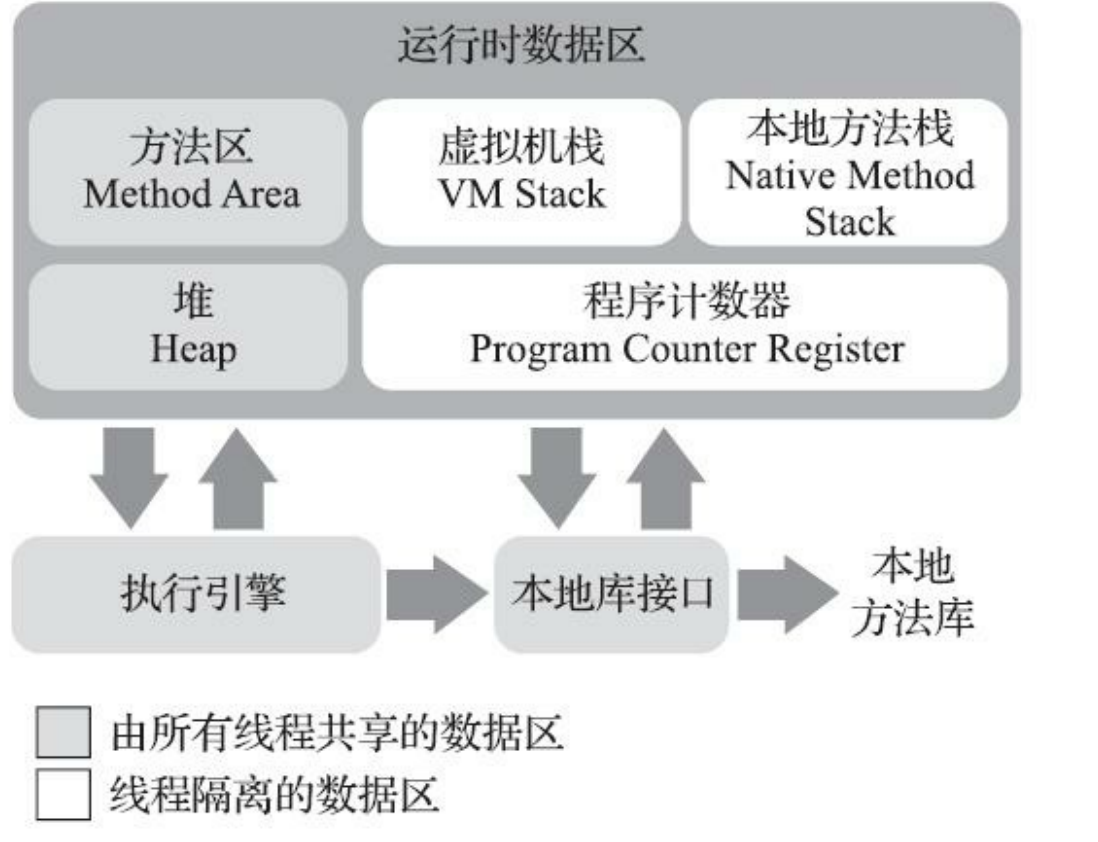 运行时数据区
方法区
Method Area
虚拟机栈
VM Stack
本地方法栈
Native Method
Stack
堆
Heap
程序计数器
Program Counter Register
执行引擎
本地库接口
本地
方法库
由所有线程共享的数据区
线程隔离的数据区